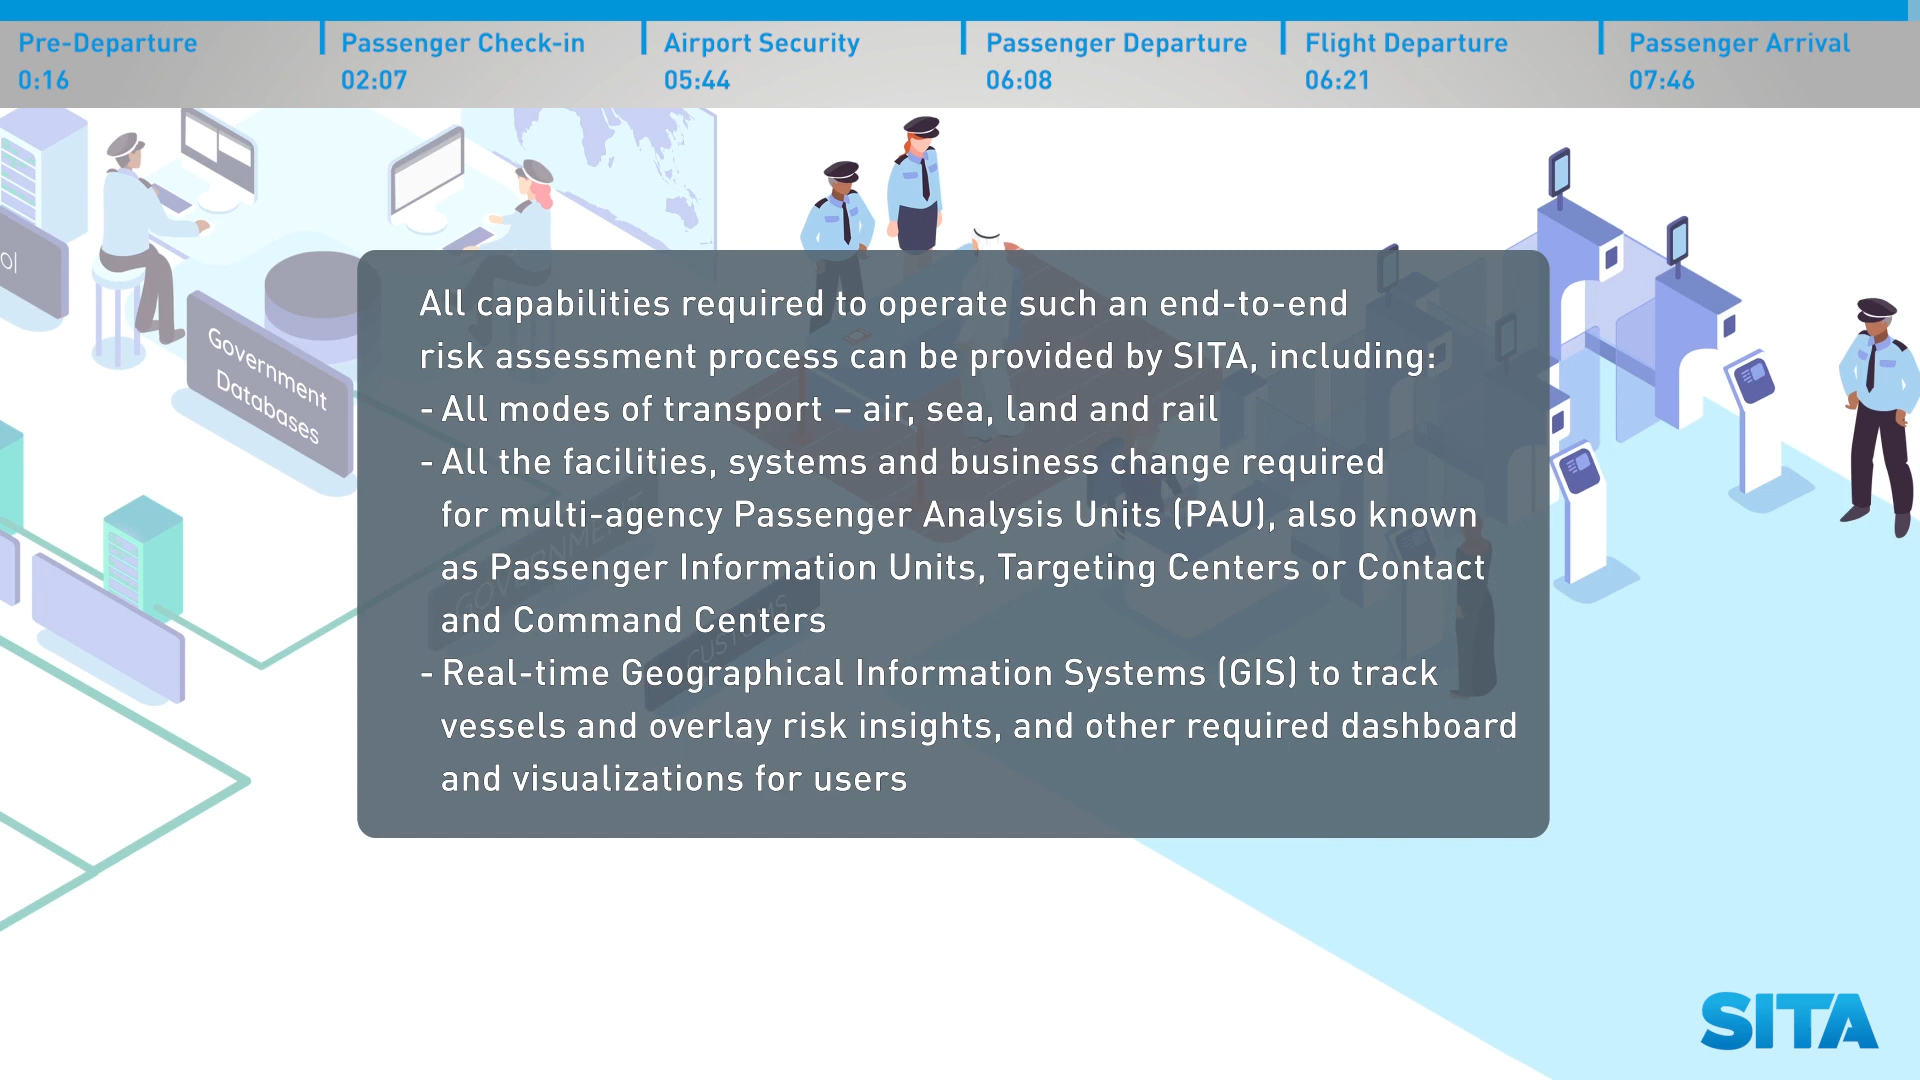 Pre-Departure
0:16
Passenger Check-in
02:07
Airport Security
05:44
Passenger Departure
06:08
Flight Departure
06:21
Passenger Arrival
07:46
ol
Government
Databases
All capabilities required to operate such an end-to-end
risk assessment process can be provided by SITA, including:
- All modes of transport – air, sea, land and rail
- All the facilities, systems and business change required
for multi-agency Passenger Analysis Units (PAU), also known
as Passenger Information Units, Targeting Centers or Contact
and Command Centers
- Real-time Geographical Information Systems (GIS) to track
vessels and overlay risk insights, and other required dashboard
and visualizations for users
GOVERNMENT
CUSTOMS
SITA